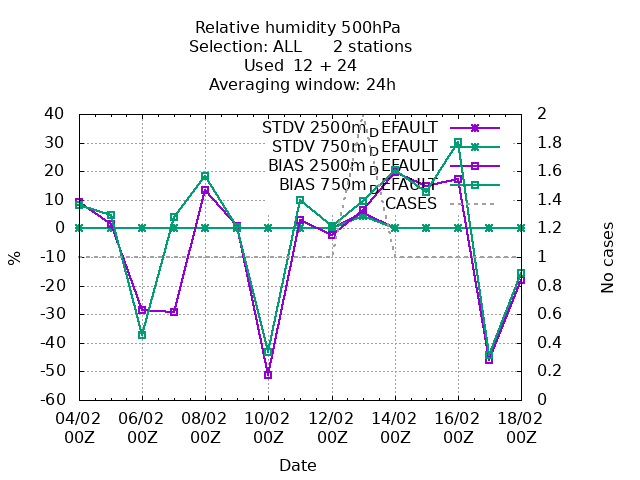 Relative humidity 500hPa
Selection: ALL 2 stations
Used 12 + 24
Averaging window: 24h
STDV 2500m_DEFAULT
STDV 750m_DEFAULT
BIAS 2500m_DEFAULT
BIAS 750m_DEFAULT
CASES
40
30
20
10
0
-10
-20
-30
-40
-50
-60
%
2
1.8
1.6
1.4
1.2
1
0.8
0.6
0.4
0.2
0
No cases
04/02 06/02 08/02 10/02 12/02 14/02 16/02 18/02
00Z 00Z 00Z 00Z 00Z 00Z 00Z 00Z
Date